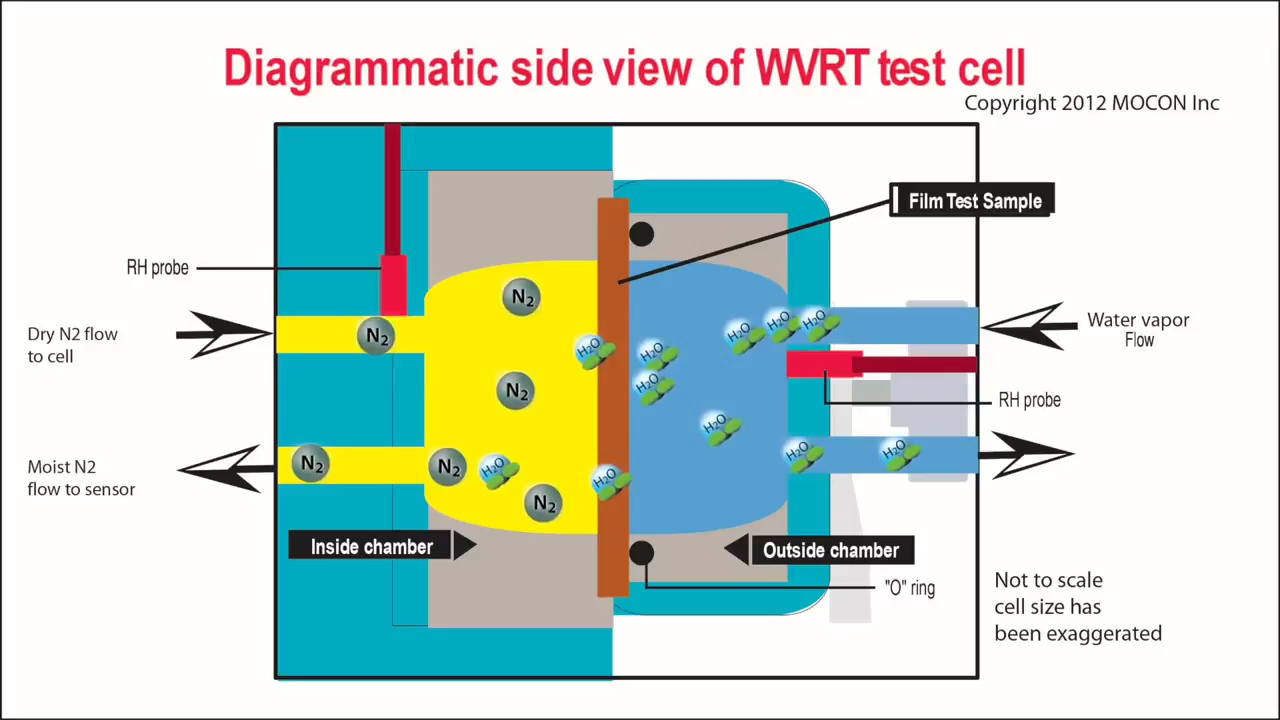 Diagrammatic side view of WVRT test cell
Copyright 2012 MOCON Inc
Film Test Sample
RH probe
Dry N2 flow
to cell
Water vapor
Flow
RH probe
Moist N2
flow to sensor
Inside chamber
Outside chamber
"O" ring
Not to scale
cell size has
been exaggerated
N2
N2
N2
N2
N2
N2
H2O
H2O
H2O
H2O
H2O
H2O
H2O
H2O
H2O
H2O
H2O